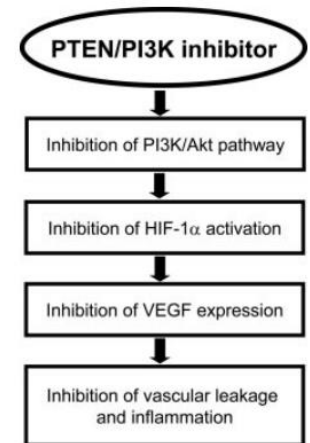 PTEN/PI3K inhibitor
Inhibition of PI3K/Akt pathway
Inhibition of HIF-1α activation
Inhibition of VEGF expression
Inhibition of vascular leakage
and inflammation